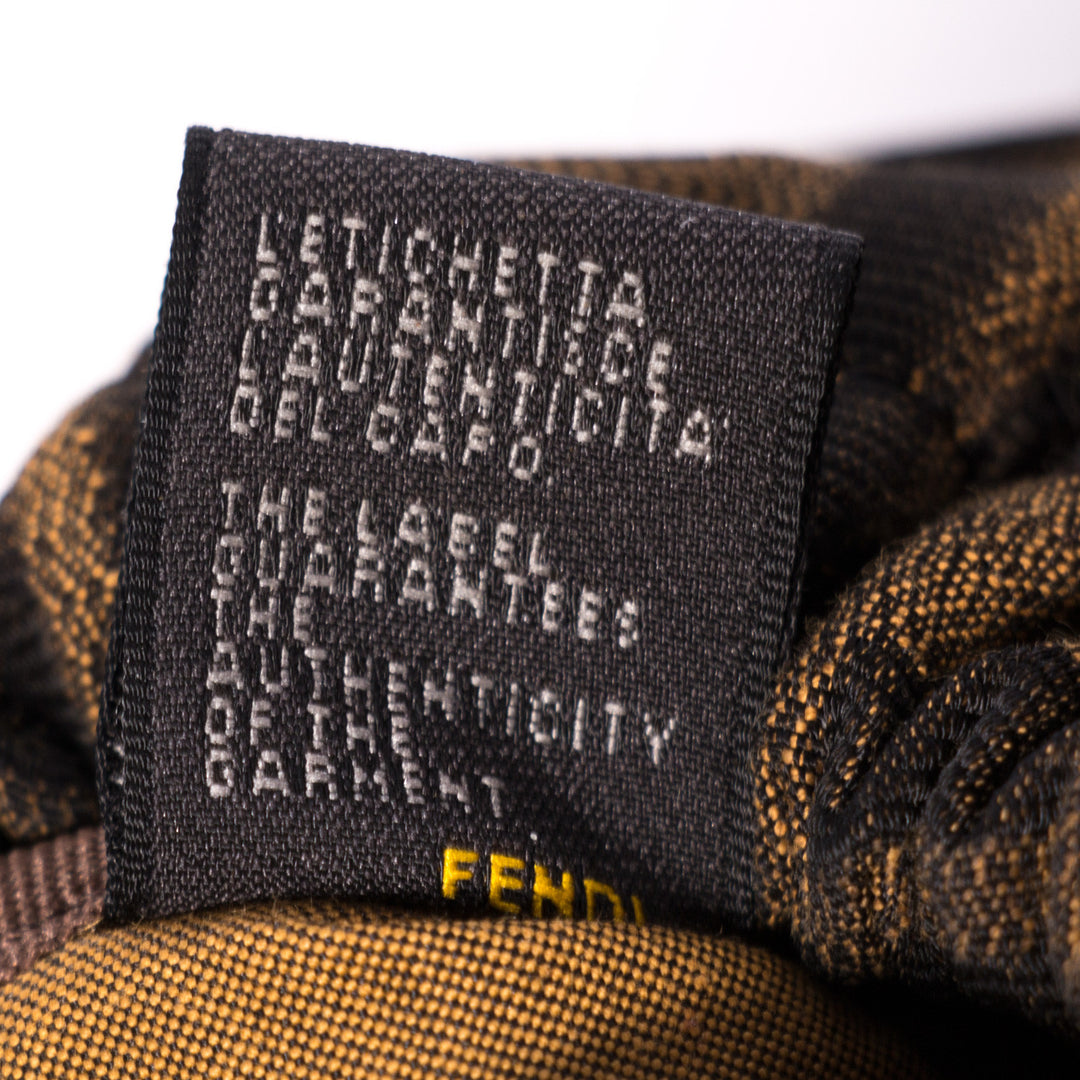 L'ETICHETTA
GARANTISCE
L'AUTENTICITA'
DEL CAPO.
THE LABEL
GUARANTEES
THE
AUTHENTICITY
OF THE
GARMENT
FENDI